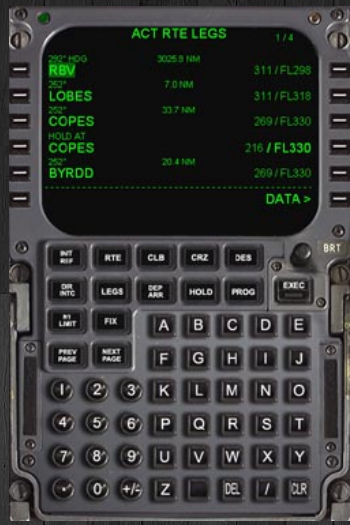 ACT RTE LEGS 1/4
292° HDG 3025.9 NM
RBV 311/FL298
252° 7.0 NM
LOBES 311/FL318
252° 33.7 NM
COPES 269/FL330
HOLD AT
COPES 216/FL330
252° 20.4 NM
BYRDD 269/FL330
DATA >
BRT
INIT REF RTE CLB CRZ DES
DIR INTC LEGS DEP ARR HOLD PROG EXEC
N1 LIMIT FIX
A B C D E
PREV PAGE NEXT PAGE F G H I J
1 2 3 K L M N O
4 5 6 P Q R S T
7 8 9 U V W X Y
. 0 +/- Z DEL / CLR